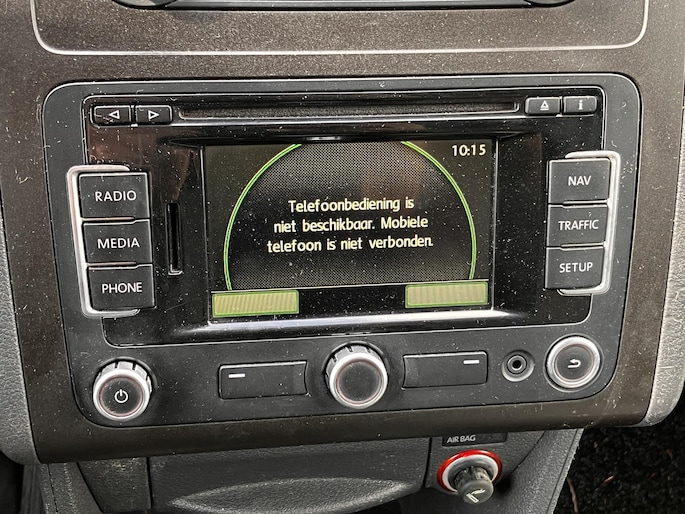 10:15
RADIO
MEDIA
PHONE
Telefoonbediening is
niet beschikbaar. Mobiele
telefoon is niet verbonden.
NAV
TRAFFIC
SETUP
AIR BAG